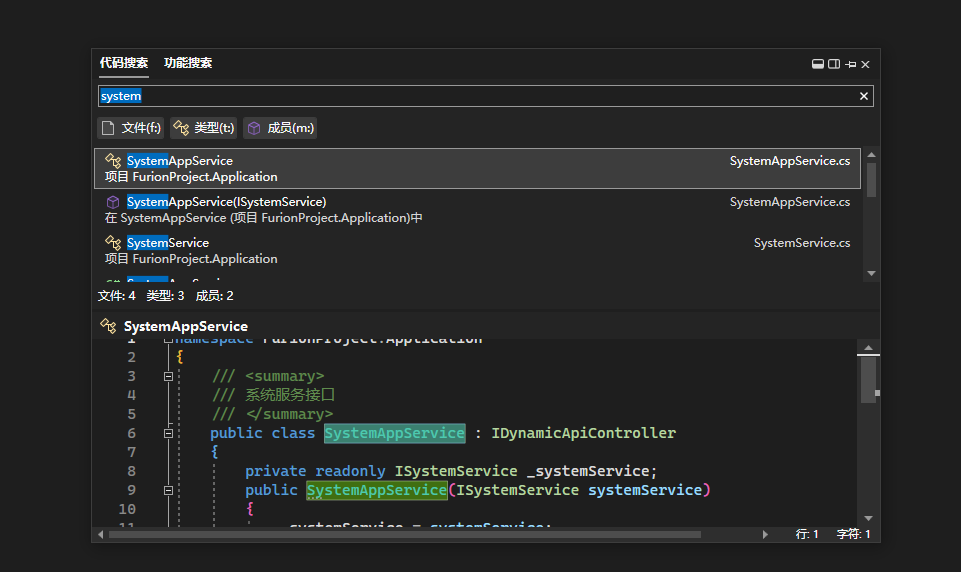 代码搜索 功能搜索
system
文件(f:) 类型(t:) 成员(m:)
SystemAppService SystemAppService.cs
项目 FurionProject.Application
SystemAppService(ISystemService) SystemAppService.cs
在 SystemAppService (项目 FurionProject.Application)中
SystemService SystemService.cs
项目 FurionProject.Application
文件: 4 类型: 3 成员: 2
SystemAppService
1 namespace FurionProject.Application
2 {
3 /// <summary>
4 /// 系统服务接口
5 /// </summary>
6 public class SystemAppService : IDynamicApiController
7 {
8 private readonly ISystemService _systemService;
9 public SystemAppService(ISystemService systemService)
10 {
11 _systemService = systemService;
行: 1 字符: 1